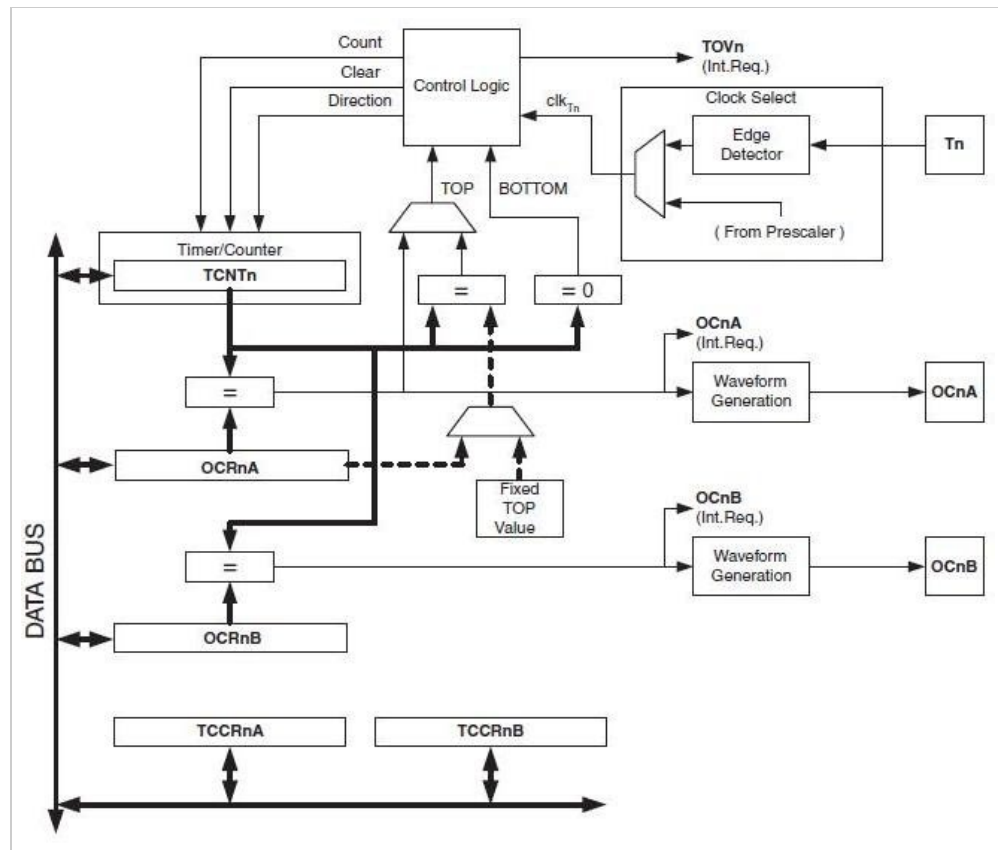 Count
Clear
Direction
Control Logic
TOVn
(Int.Req.)
clkTn
Clock Select
Edge
Detector
Tn
( From Prescaler )
TOP
BOTTOM
Timer/Counter
TCNTn
=
= 0
OCnA
(Int.Req.)
=
Waveform
Generation
OCnA
OCRnA
Fixed
TOP
Value
OCnB
(Int.Req.)
=
Waveform
Generation
OCnB
OCRnB
DATA BUS
TCCRnA
TCCRnB